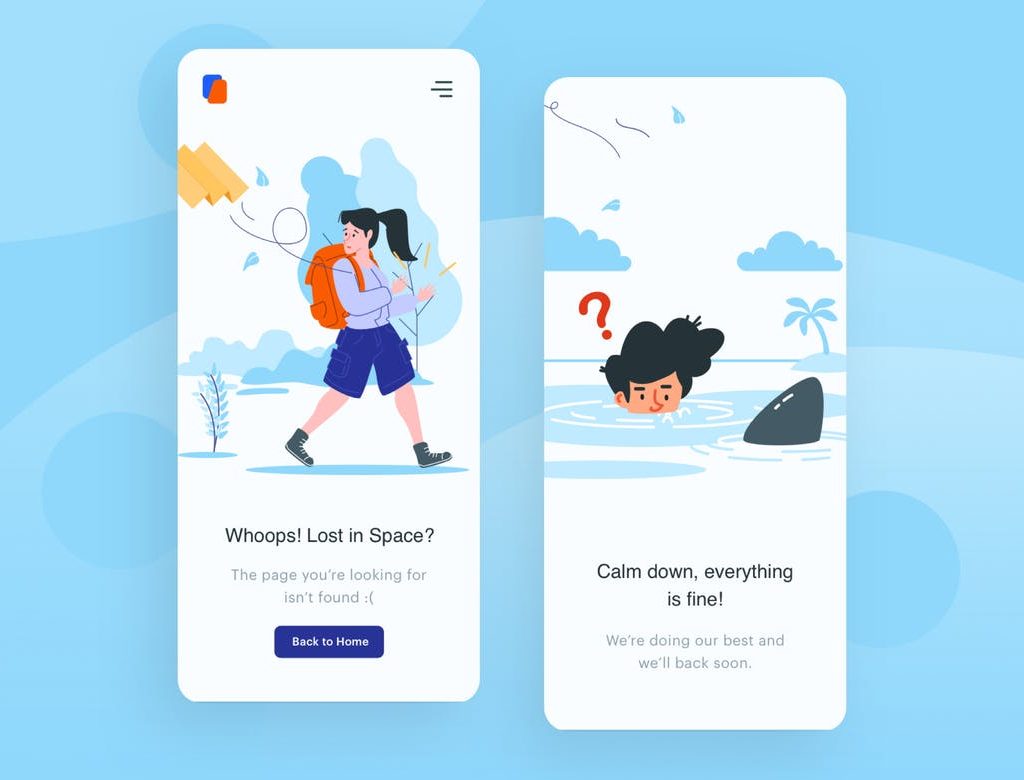 Whoops! Lost in Space?
The page you’re looking for
isn’t found :(
Back to Home
?
Calm down, everything
is fine!
We’re doing our best and
we’ll back soon.